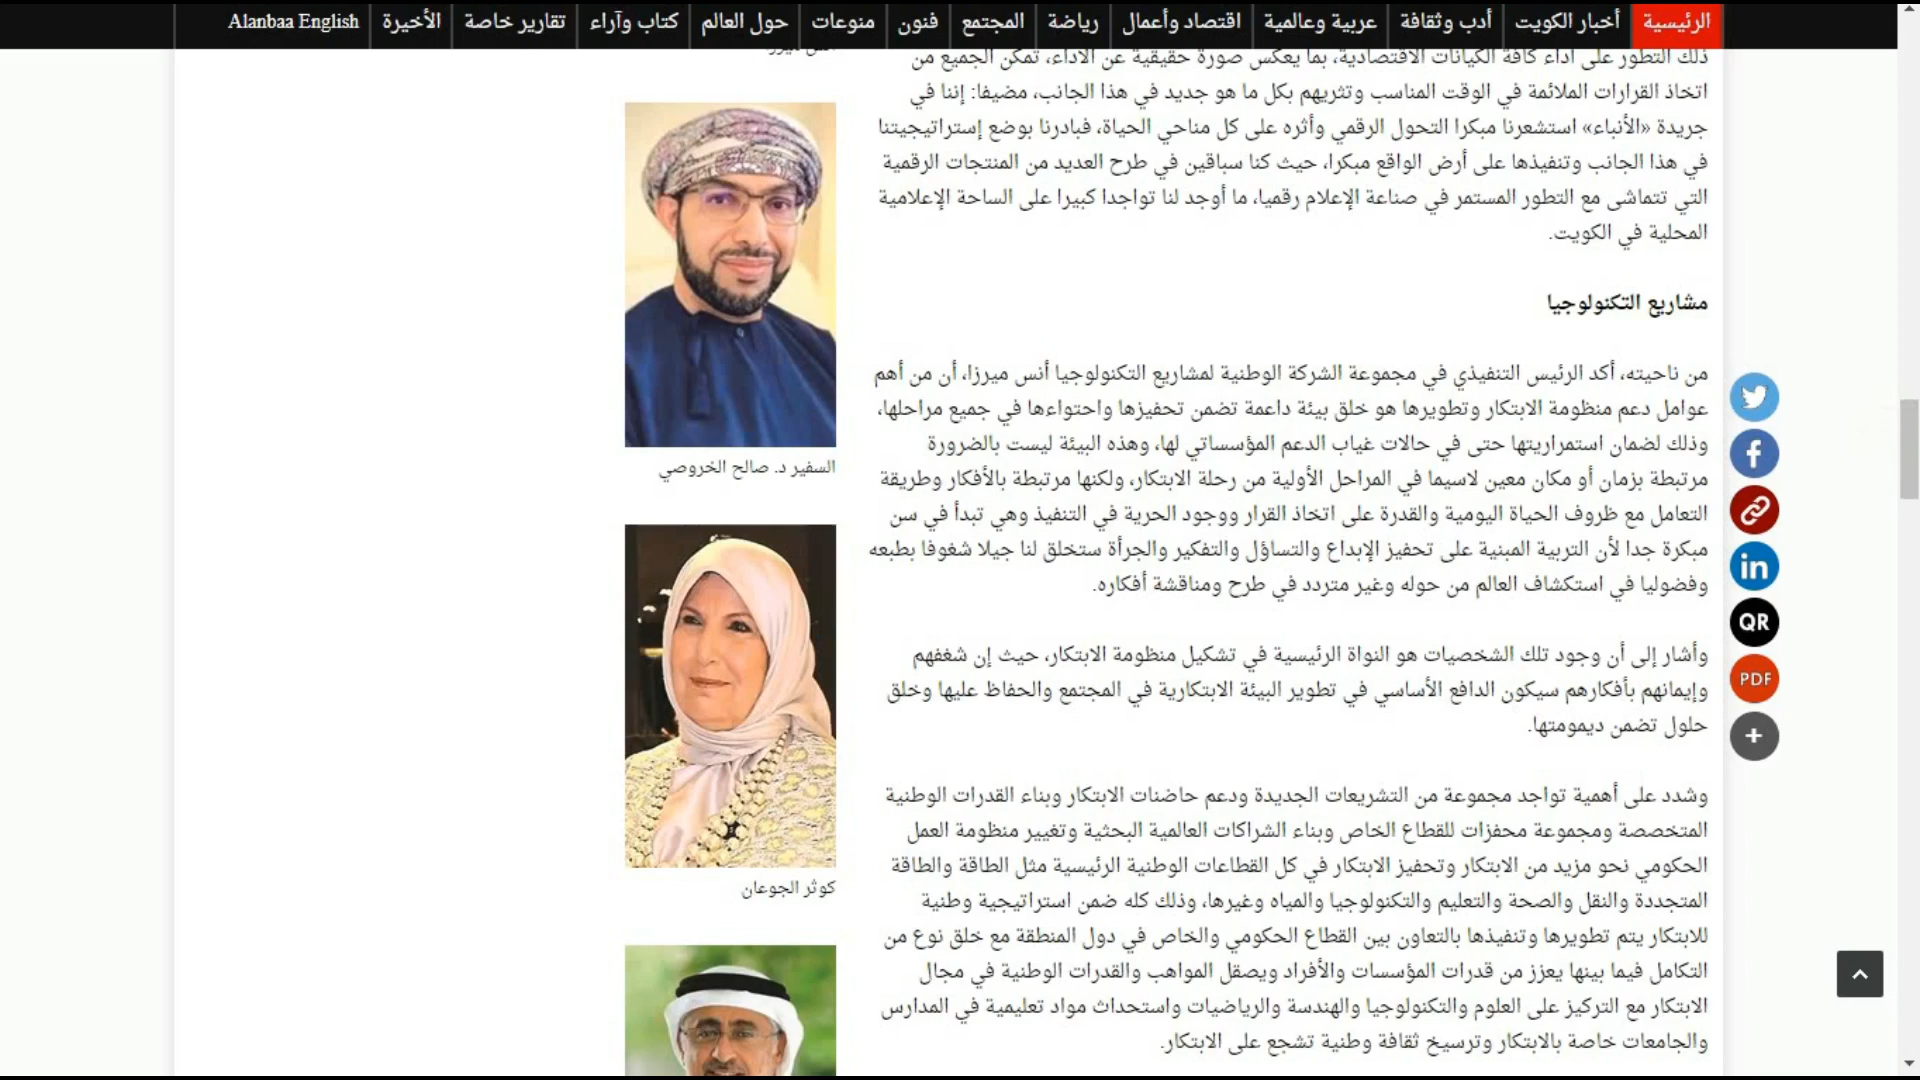 الرئيسية
أخبار الكويت
أدب وثقافة
عربية وعالمية
اقتصاد وأعمال
رياضة
المجتمع
فنون
منوعات
حول العالم
كتاب وآراء
تقارير خاصة
الأخيرة
Alanbaa English
ذلك التطور على أداء كافة الكيانات الاقتصادية، بما يعكس صورة حقيقية عن الأداء، تمكن الجميع من
اتخاذ القرارات الملائمة في الوقت المناسب وتثريهم بكل ما هو جديد في هذا الجانب، مضيفا: إننا في
جريدة «الأنباء» استشعرنا مبكرا التحول الرقمي وأثره على كل مناحي الحياة، فبادرنا بوضع إستراتيجيتنا
في هذا الجانب وتنفيذها على أرض الواقع مبكرا، حيث كنا سباقين في طرح العديد من المنتجات الرقمية
التي تتماشى مع التطور المستمر في صناعة الإعلام رقميا، ما أوجد لنا تواجدا كبيرا على الساحة الإعلامية
المحلية في الكويت.
مشاريع التكنولوجيا
من ناحيته، أكد الرئيس التنفيذي في مجموعة الشركة الوطنية لمشاريع التكنولوجيا أنس ميرزا، أن من أهم
عوامل دعم منظومة الابتكار وتطويرها هو خلق بيئة داعمة تضمن تحفيزها واحتواءها في جميع مراحلها،
وذلك لضمان استمراريتها حتى في حالات غياب الدعم المؤسساتي لها، وهذه البيئة ليست بالضرورة
مرتبطة بزمان أو مكان معين لاسيما في المراحل الأولية من رحلة الابتكار، ولكنها مرتبطة بالأفكار وطريقة
التعامل مع ظروف الحياة اليومية والقدرة على اتخاذ القرار ووجود الحرية في التنفيذ وهي تبدأ في سن
مبكرة جدا لأن التربية المبنية على تحفيز الإبداع والتساؤل والتفكير والجرأة ستخلق لنا جيلا شغوفا بطبعه
وفضوليا في استكشاف العالم من حوله وغير متردد في طرح ومناقشة أفكاره.
وأشار إلى أن وجود تلك الشخصيات هو النواة الرئيسية في تشكيل منظومة الابتكار، حيث إن شغفهم
وإيمانهم بأفكارهم سيكون الدافع الأساسي في تطوير البيئة الابتكارية في المجتمع والحفاظ عليها وخلق
حلول تضمن ديمومتها.
وشدد على أهمية تواجد مجموعة من التشريعات الجديدة ودعم حاضنات الابتكار وبناء القدرات الوطنية
المتخصصة ومجموعة محفزات للقطاع الخاص وبناء الشراكات العالمية البحثية وتغيير منظومة العمل
الحكومي نحو مزيد من الابتكار وتحفيز الابتكار في كل القطاعات الوطنية الرئيسية مثل الطاقة والطاقة
المتجددة والنقل والصحة والتعليم والتكنولوجيا والمياه وغيرها، وذلك كله ضمن استراتيجية وطنية
للابتكار يتم تطويرها وتنفيذها بالتعاون بين القطاع الحكومي والخاص في دول المنطقة مع خلق نوع من
التكامل فيما بينها يعزز من قدرات المؤسسات والأفراد ويصقل المواهب والقدرات الوطنية في مجال
الابتكار مع التركيز على العلوم والتكنولوجيا والهندسة والرياضيات واستحداث مواد تعليمية في المدارس
والجامعات خاصة بالابتكار وترسيخ ثقافة وطنية تشجع على الابتكار.
السفير د. صالح الخروصي
كوثر الجوعان
in
QR
PDF